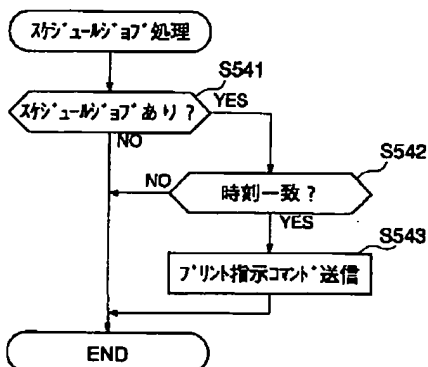 ｽｹｼﾞｭｰﾙｼﾞｮﾌﾞ処理
S541
ｽｹｼﾞｭｰﾙｼﾞｮﾌﾞあり？
YES
NO
S542
NO
時刻一致？
YES
S543
ﾌﾟﾘﾝﾄ指示ｺﾏﾝﾄﾞ送信
END